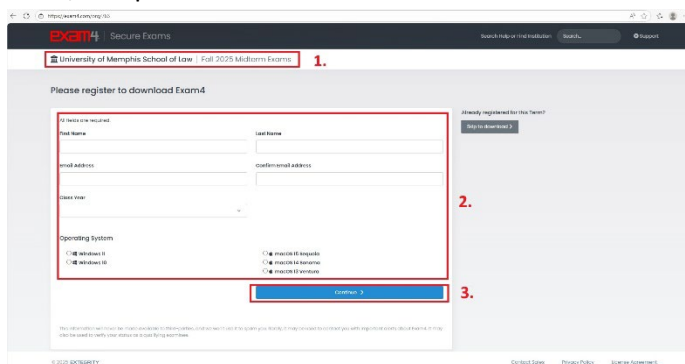 https://exam4.com/org/186
EXam4 | Secure Exams
Search Help or Find Institution
Search...
Support
University of Memphis School of Law | Fall 2025 Midterm Exams
1.
Please register to download Exam4
Already registered for this Term?
Skip to download >
All fields are required.
First Name
Last Name
Email Address
Confirm Email Address
Class Year
2.
Operating System
Windows 11
macOS 15 Sequoia
Windows 10
macOS 14 Sonoma
macOS 13 Ventura
Continue >
3.
© 2025 EXTEGRITY
Contact Sales
Privacy Policy
License Agreement